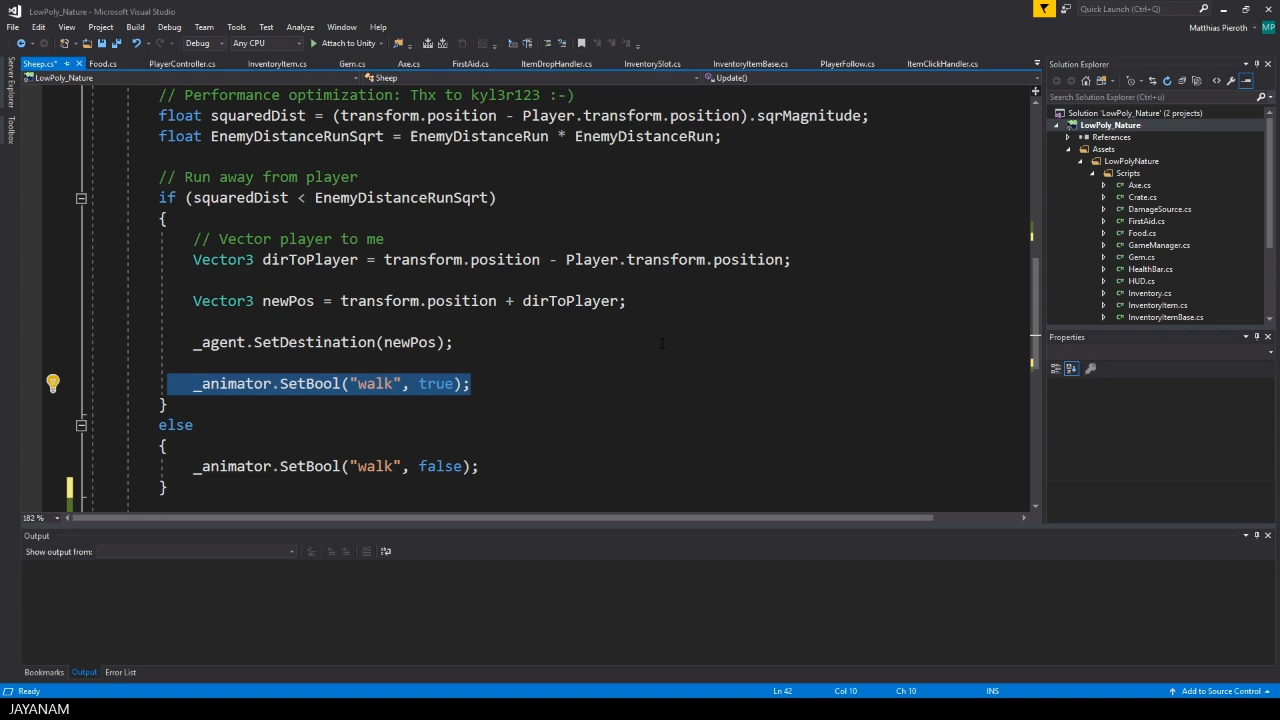 LowPoly_Nature - Microsoft Visual Studio
Quick Launch (Ctrl+Q)
File Edit View Project Build Debug Team Tools Test Analyze Window Help
Matthias Pieroth MP
Debug Any CPU Attach to Unity
Sheep.cs* Food.cs PlayerController.cs InventoryItem.cs Gem.cs Axe.cs FirstAid.cs ItemDropHandler.cs InventorySlot.cs InventoryItemBase.cs PlayerFollow.cs ItemClickHandler.cs
LowPoly_Nature Sheep Update()
Server Explorer
Toolbox
// Performance optimization: Thx to kyl3r123 :-)
float squaredDist = (transform.position - Player.transform.position).sqrMagnitude;
float EnemyDistanceRunSqrt = EnemyDistanceRun * EnemyDistanceRun;
// Run away from player
if (squaredDist < EnemyDistanceRunSqrt)
{
// Vector player to me
Vector3 dirToPlayer = transform.position - Player.transform.position;
Vector3 newPos = transform.position + dirToPlayer;
_agent.SetDestination(newPos);
_animator.SetBool("walk", true);
}
else
{
_animator.SetBool("walk", false);
}
182 %
Solution Explorer
Search Solution Explorer (Ctrl+ü)
Solution 'LowPoly_Nature' (2 projects)
LowPoly_Nature
References
Assets
LowPolyNature
Scripts
Axe.cs
Crate.cs
DamageSource.cs
FirstAid.cs
Food.cs
GameManager.cs
Gem.cs
HealthBar.cs
HUD.cs
Inventory.cs
InventoryItem.cs
InventoryItemBase.cs
Properties
Output
Show output from:
Bookmarks Output Error List
Ready Ln 42 Col 10 Ch 10 INS Add to Source Control
JAYANAM